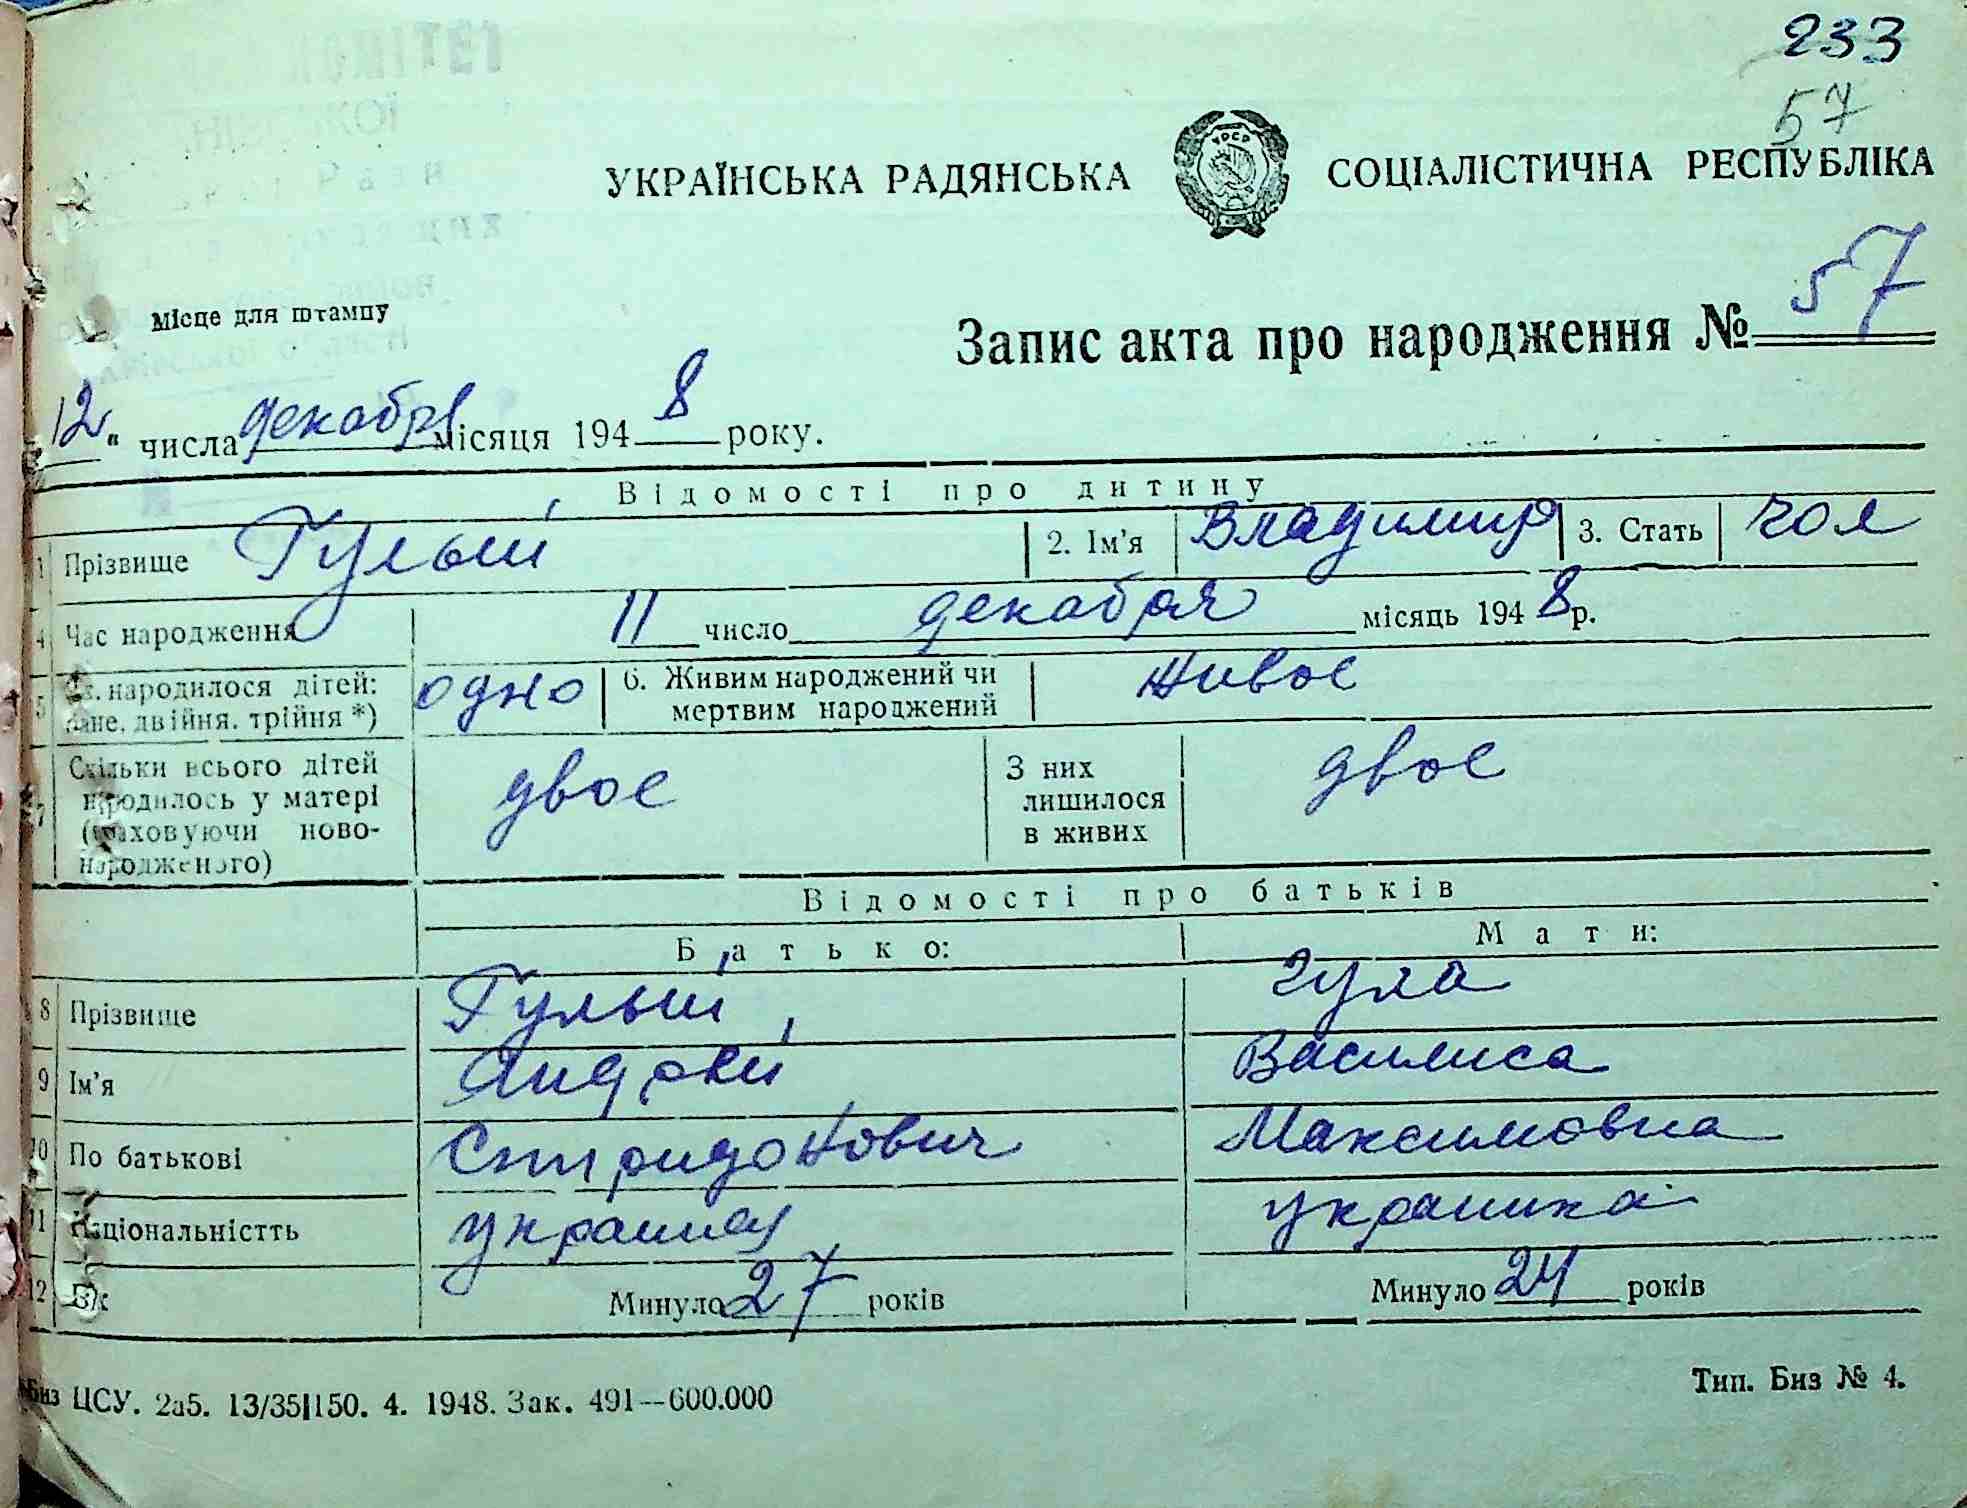 233
57
УКРАЇНСЬКА РАДЯНСЬКА СОЦІАЛІСТИЧНА РЕСПУБЛІКА
УРСР
Місце для штампу
Запис акта про народження № 57
12 " числа декабря місяця 1948 року.
Відомості про дитину
1 Прізвище Гулый 2. Ім'я Владимир 3. Стать чол
4 Час народження 11 число декабря місяць 1948 р.
5 Ск. народилося дітей: одне, двійня, трійня *) одно 6. Живим народжений чи мертвим народжений живое
7 Скільки всього дітей народилось у матері (враховуючи новонародженого) двое З них лишилося в живих двое
Відомості про батьків
Батько: Мати:
8 Прізвище Гулый Гула
9 Ім'я Андрей Василиса
10 По батькові Спиридонович Максимовна
11 Національністть украинец украинка
12 Вік Минуло 27 років Минуло 24 років
Биз ЦСУ. 2а5. 13/35|150. 4. 1948. Зак. 491—600.000
Тип. Биз № 4.